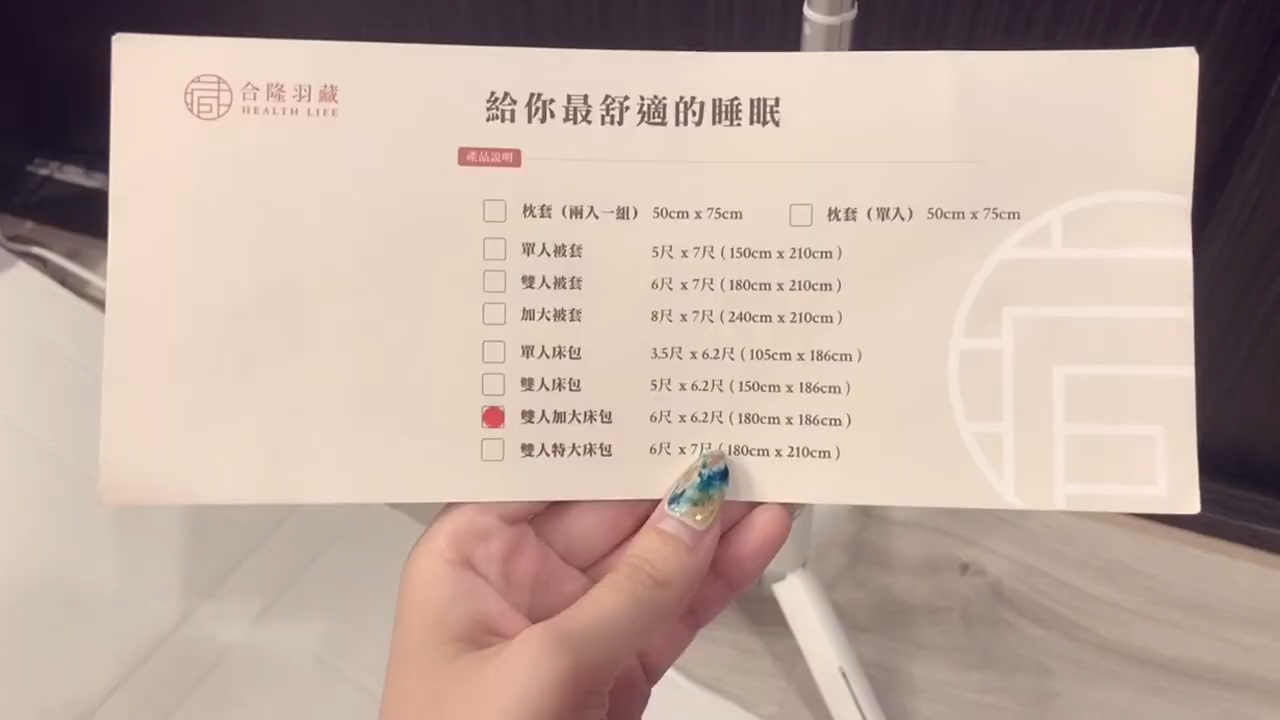 合隆羽藏
HEALTH LIFE
給你最舒適的睡眠
產品說明
枕套（兩入一組） 50cm x 75cm 枕套（單入） 50cm x 75cm
單人被套 5尺 x 7尺（150cm x 210cm）
雙人被套 6尺 x 7尺（180cm x 210cm）
加大被套 8尺 x 7尺（240cm x 210cm）
單人床包 3.5尺 x 6.2尺（105cm x 186cm）
雙人床包 5尺 x 6.2尺（150cm x 186cm）
雙人加大床包 6尺 x 6.2尺（180cm x 186cm）
雙人特大床包 6尺 x 7尺（180cm x 210cm）